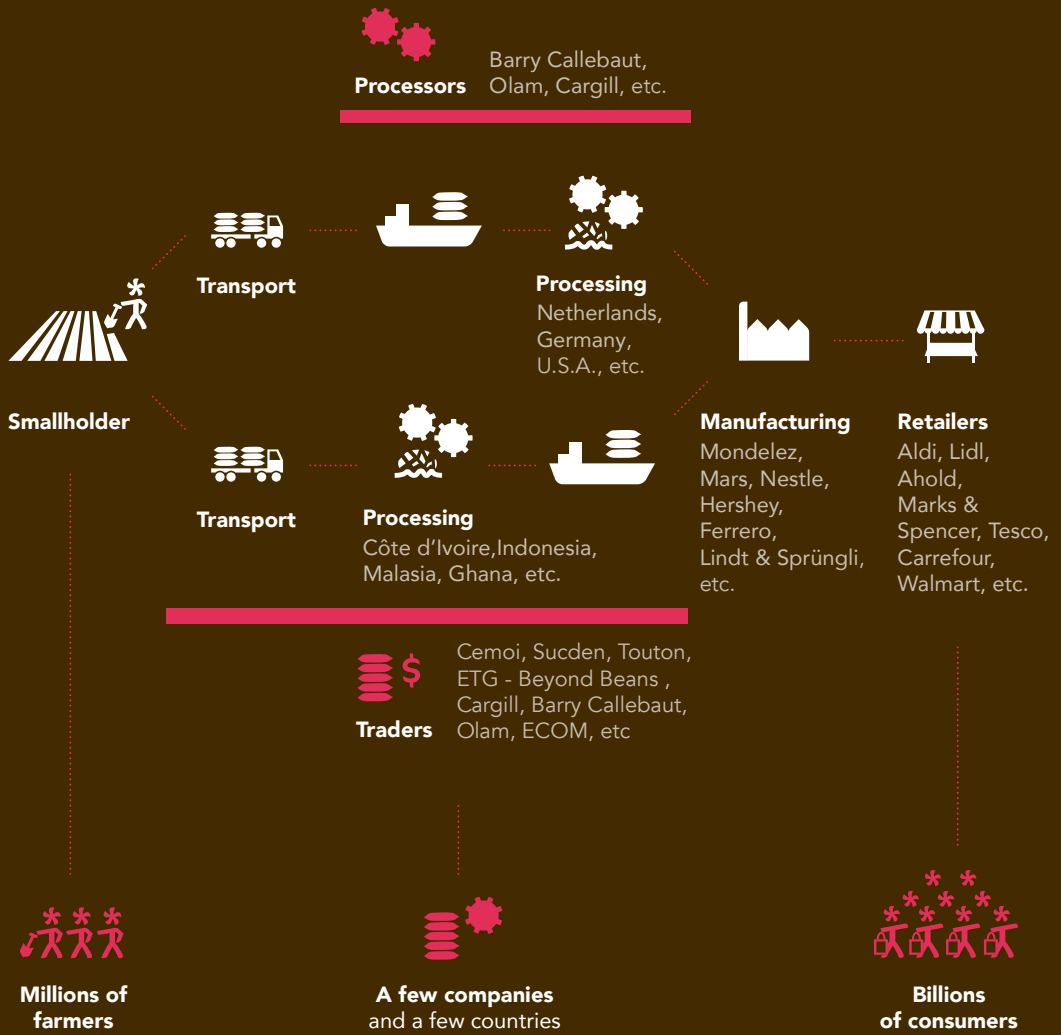 Processors
Barry Callebaut,
Olam, Cargill, etc.
Transport
Processing
Netherlands,
Germany,
U.S.A., etc.
Smallholder
Transport
Processing
Côte d'Ivoire,Indonesia,
Malasia, Ghana, etc.
Manufacturing
Mondelez,
Mars, Nestle,
Hershey,
Ferrero,
Lindt & Sprüngli,
etc.
Retailers
Aldi, Lidl,
Ahold,
Marks &
Spencer, Tesco,
Carrefour,
Walmart, etc.
$
Traders
Cemoi, Sucden, Touton,
ETG - Beyond Beans ,
Cargill, Barry Callebaut,
Olam, ECOM, etc
Millions of
farmers
A few companies
and a few countries
Billions
of consumers